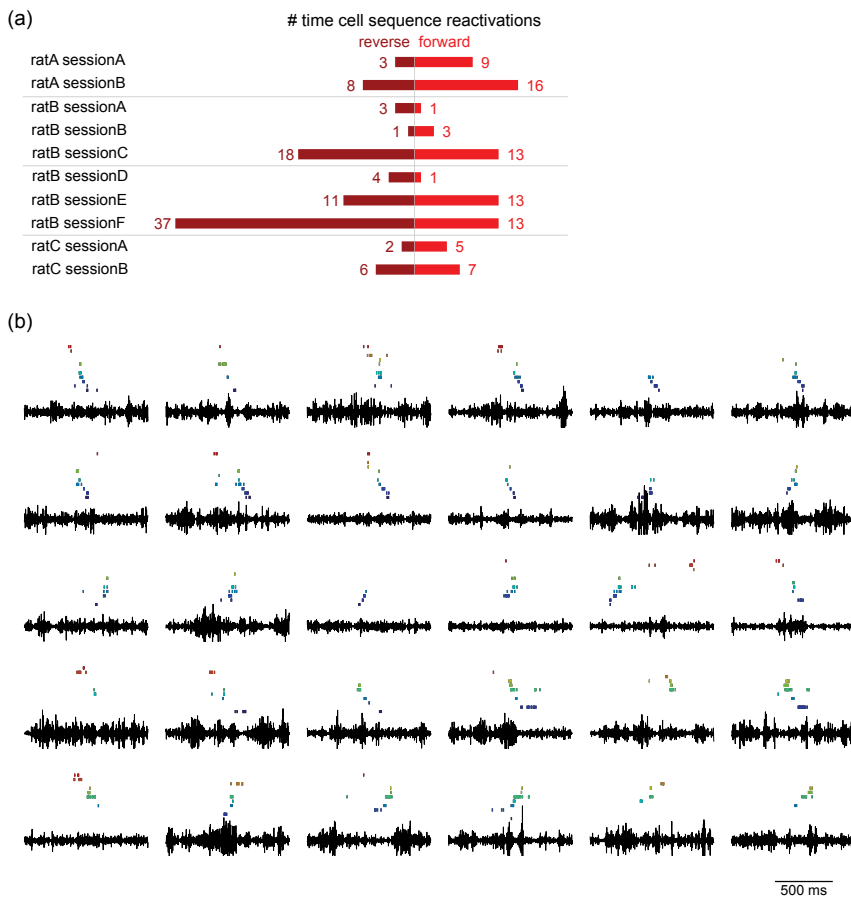 (a)
# time cell sequence reactivations
reverse forward
ratA sessionA 3 9
ratA sessionB 8 16
ratB sessionA 3 1
ratB sessionB 1 3
ratB sessionC 18 13
ratB sessionD 4 1
ratB sessionE 11 13
ratB sessionF 37 13
ratC sessionA 2 5
ratC sessionB 6 7
(b)
500 ms